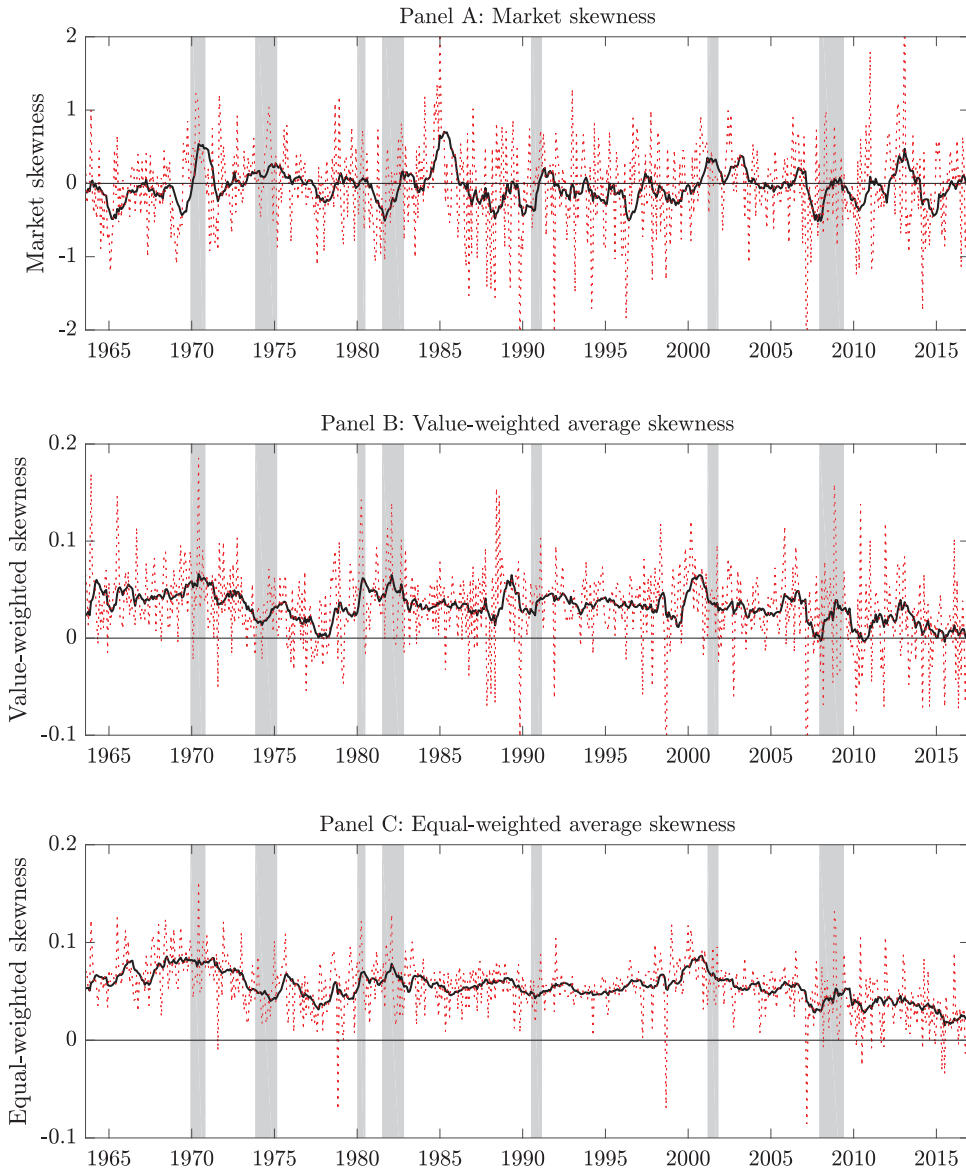 Panel A: Market skewness
Market skewness
2
1
0
-1
-2
1965 1970 1975 1980 1985 1990 1995 2000 2005 2010 2015
Panel B: Value-weighted average skewness
Value-weighted skewness
0.2
0.1
0
-0.1
1965 1970 1975 1980 1985 1990 1995 2000 2005 2010 2015
Panel C: Equal-weighted average skewness
Equal-weighted skewness
0.2
0.1
0
-0.1
1965 1970 1975 1980 1985 1990 1995 2000 2005 2010 2015